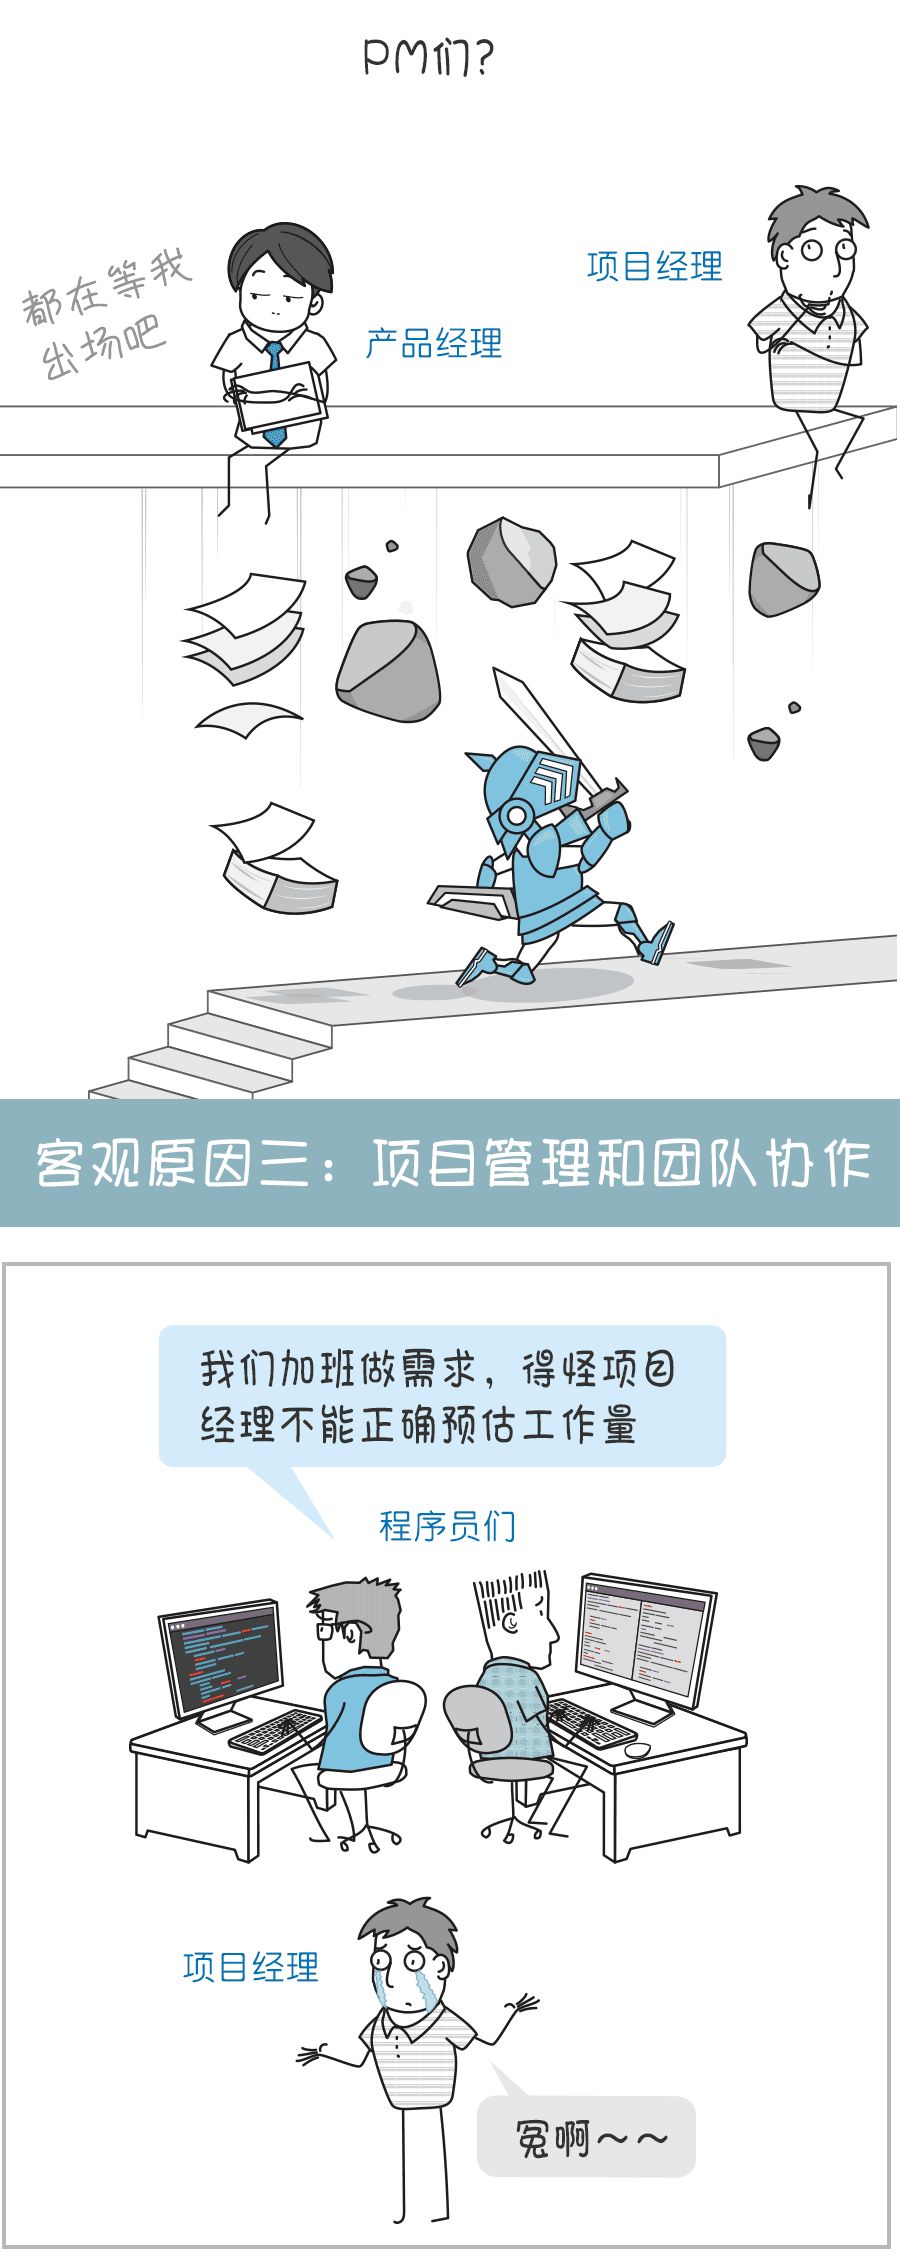 PM们?
项目经理
都在等我
出场吧
产品经理
客观原因三：项目管理和团队协作
我们加班做需求，得怪项目
经理不能正确预估工作量
程序员们
项目经理
冤啊～～